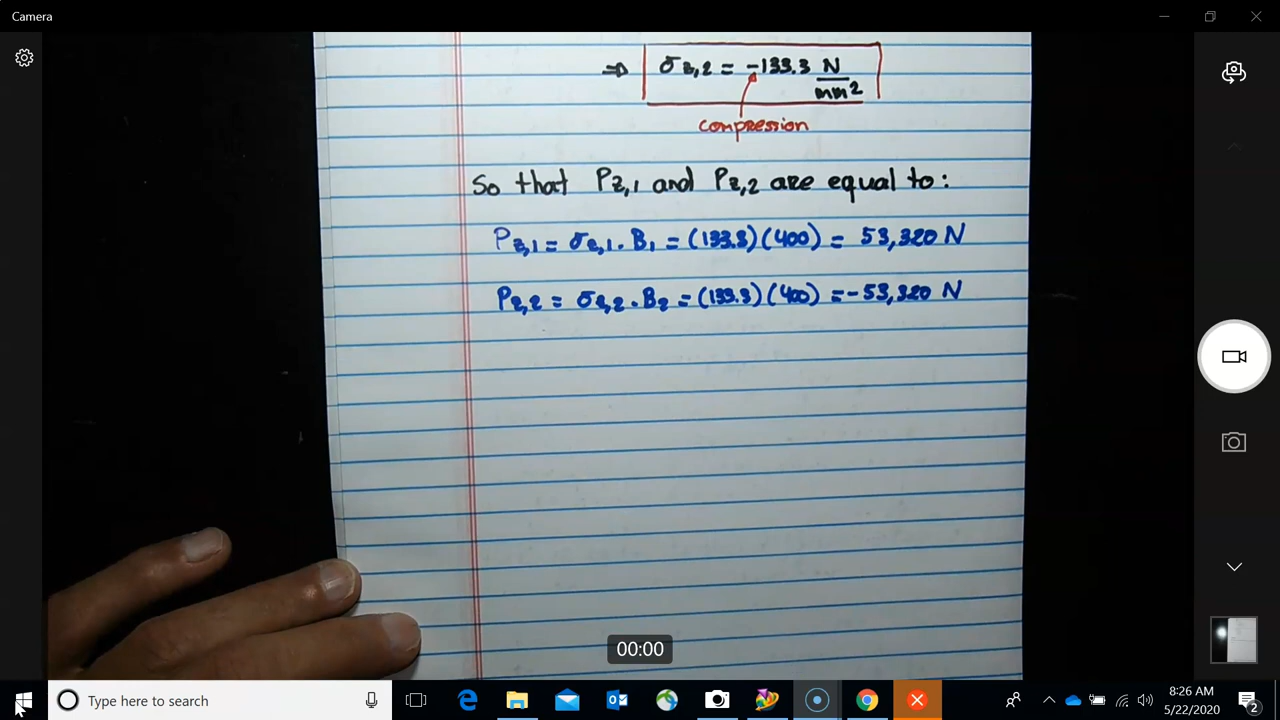 Camera
⇒ σz,2 = -133.3 N/mm²
compression
So that Pz,1 and Pz,2 are equal to:
Pz,1 = σz,1 . B1 = (133.3)(400) = 53,320 N
Pz,2 = σz,2 . B2 = (133.3)(400) = -53,320 N
00:00
Type here to search
8:26 AM
5/22/2020
2